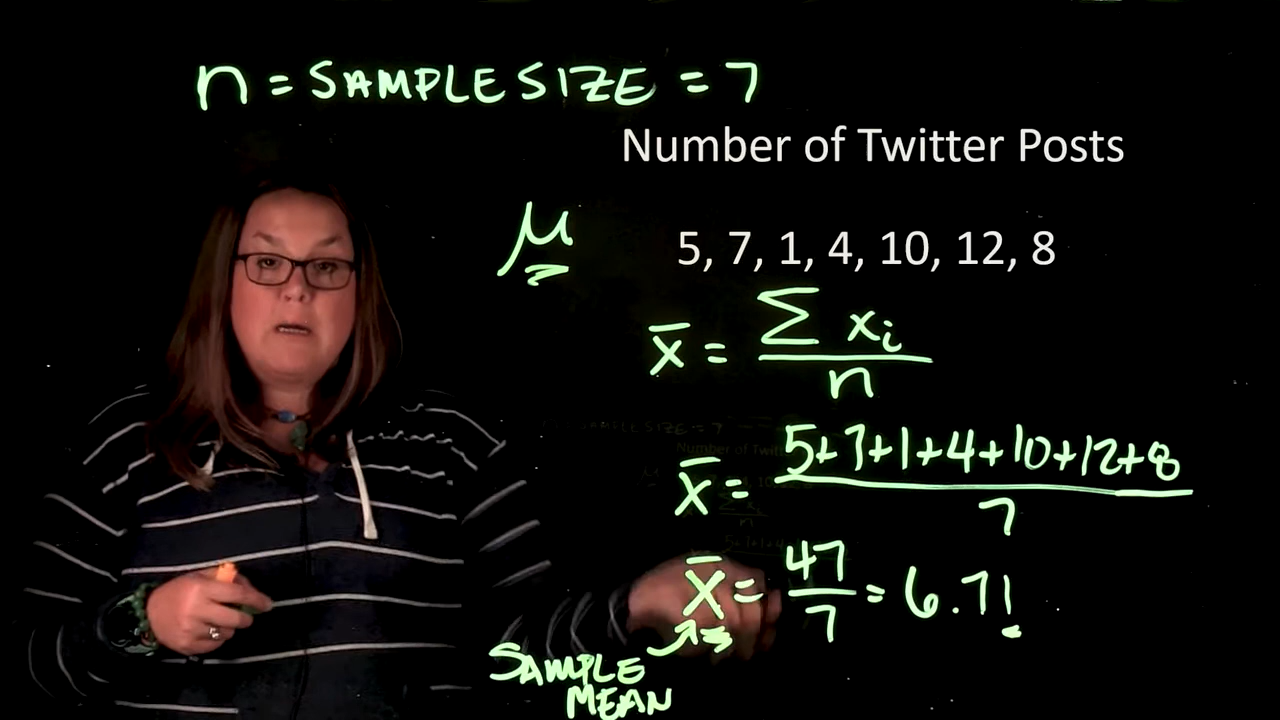 n = SAMPLE SIZE = 7
Number of Twitter Posts
μ
5, 7, 1, 4, 10, 12, 8
x̄ = Σ xᵢ / n
x̄ = 5+7+1+4+10+12+8 / 7
x̄ = 47 / 7 = 6.71
SAMPLE
MEAN